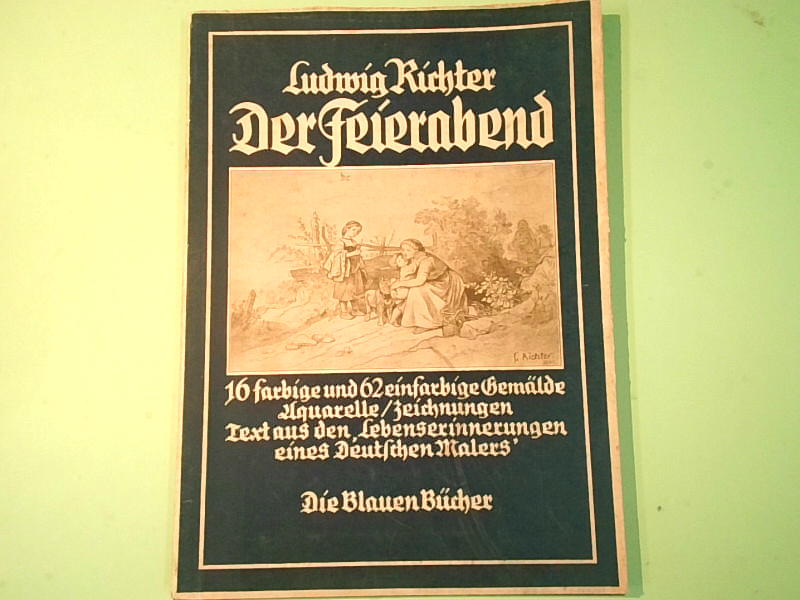 Ludwig Richter
Der Feierabend
L. Richter
16 farbige und 62 einfarbige Gemälde
Aquarelle / Zeichnungen
Text aus den ‚Lebenserinnerungen
eines Deutschen Malers'
Die Blauen Bücher